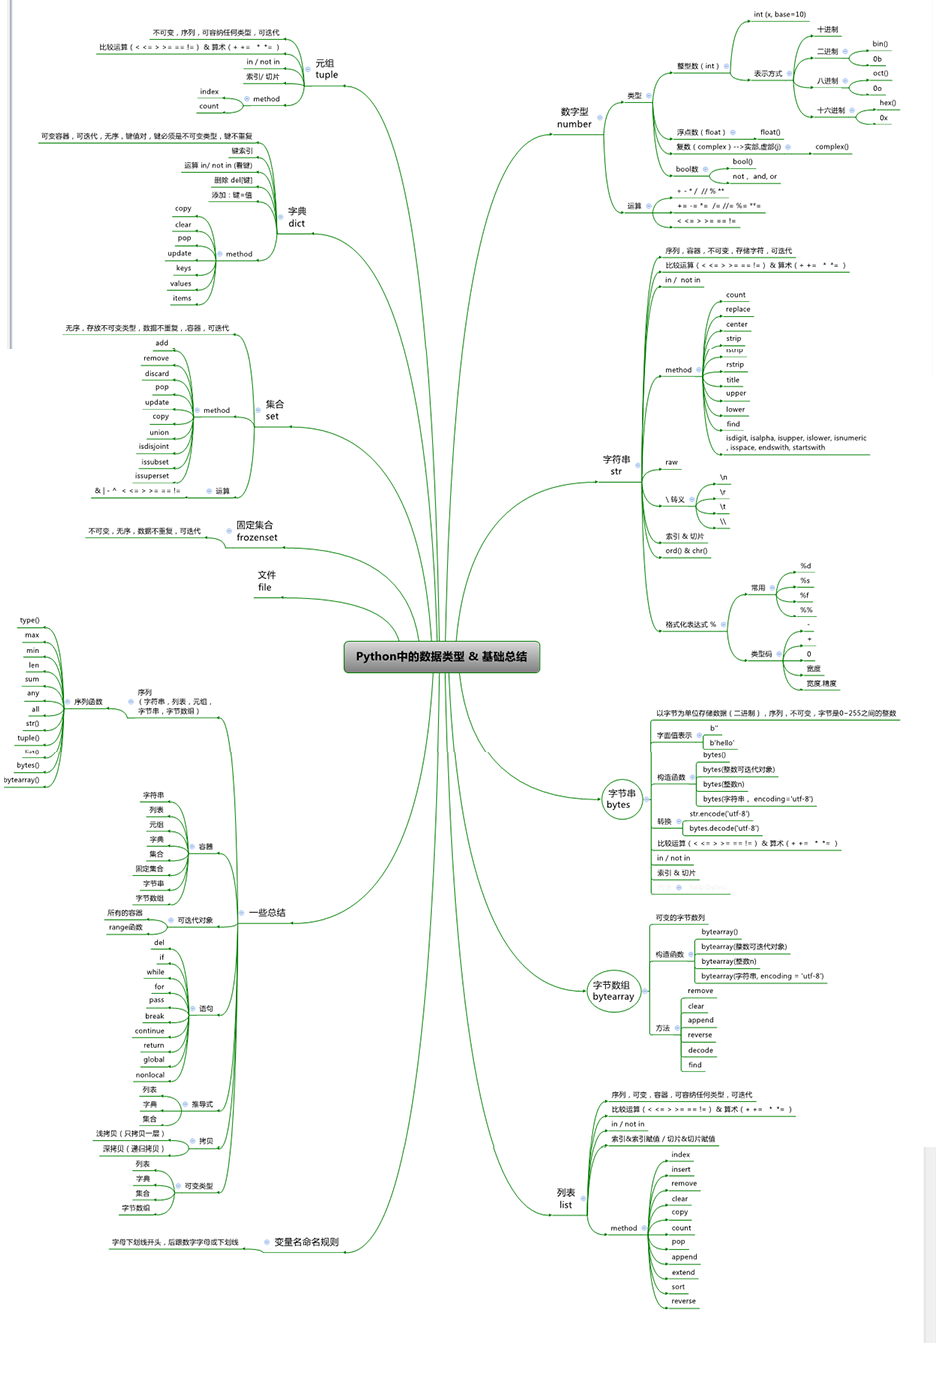 Python中的数据类型 & 基础总结
元组
tuple
不可变，序列，可容纳任何类型，可迭代
比较运算 ( < <= > >= == != ) & 算术 ( + += * *= )
in / not in
索引/ 切片
method
index
count
字典
dict
可变容器，可迭代，无序，键值对，键必须是不可变类型，键不重复
键索引
运算 in/ not in (看键)
删除 del[键]
添加：键=值
method
copy
clear
pop
update
keys
values
items
集合
set
无序，存放不可变类型，数据不重复，,容器，可迭代
method
add
remove
discard
pop
update
copy
union
isdisjoint
issubset
issuperset
运算
& | - ^ < <= > >= == !=
固定集合
frozenset
不可变，无序，数据不重复，可迭代
文件
file
一些总结
序列
（字符串，列表，元组，
字节串，字节数组）
序列函数
type()
max
min
len
sum
any
all
str()
tuple()
list()
bytes()
bytearray()
容器
字符串
列表
元组
字典
集合
固定集合
字节串
字节数组
可迭代对象
所有的容器
range函数
语句
del
if
while
for
pass
break
continue
return
global
nonlocal
推导式
列表
字典
集合
拷贝
浅拷贝（只拷贝一层）
深拷贝（递归拷贝）
可变类型
列表
字典
集合
字节数组
变量名命名规则
字母下划线开头，后跟数字字母或下划线
数字型
number
类型
整型数 ( int )
int (x, base=10)
表示方式
十进制
二进制
bin()
0b
八进制
oct()
0o
十六进制
hex()
0x
浮点数 ( float )
float()
复数 ( complex ) -->实部,虚部(j)
complex()
bool数
bool()
not , and, or
运算
+ - * / // % **
+= -= *= /= //= %= **=
< <= > >= == !=
字符串
str
序列，容器，不可变，存储字符，可迭代
比较运算 ( < <= > >= == != ) & 算术 ( + += * *= )
in / not in
method
count
replace
center
strip
lstrip
rstrip
title
upper
lower
find
isdigit, isalpha, isupper, islower, isnumeric
, isspace, endswith, startswith
raw
\ 转义
\n
\r
\t
\\
索引 & 切片
ord() & chr()
格式化表达式 %
常用
%d
%s
%f
%%
类型码
-
+
0
宽度
宽度.精度
字节串
bytes
以字节为单位存储数据（二进制），序列，不可变，字节是0~255之间的整数
字面值表示
b''
b'hello'
构造函数
bytes()
bytes(整数可迭代对象)
bytes(整数n)
bytes(字符串， encoding='utf-8')
转换
str.encode('utf-8')
bytes.decode('utf-8')
比较运算 ( < <= > >= == != ) & 算术 ( + += * *= )
in / not in
索引 & 切片
字节数组
bytearray
可变的字节数列
构造函数
bytearray()
bytearray(整数可迭代对象)
bytearray(整数n)
bytearray(字符串, encoding = 'utf-8')
方法
remove
clear
append
reverse
decode
find
列表
list
序列，可变，容器，可容纳任何类型，可迭代
比较运算 ( < <= > >= == != ) & 算术 ( + += * *= )
in / not in
索引&索引赋值 / 切片&切片赋值
method
index
insert
remove
clear
copy
count
pop
append
extend
sort
reverse